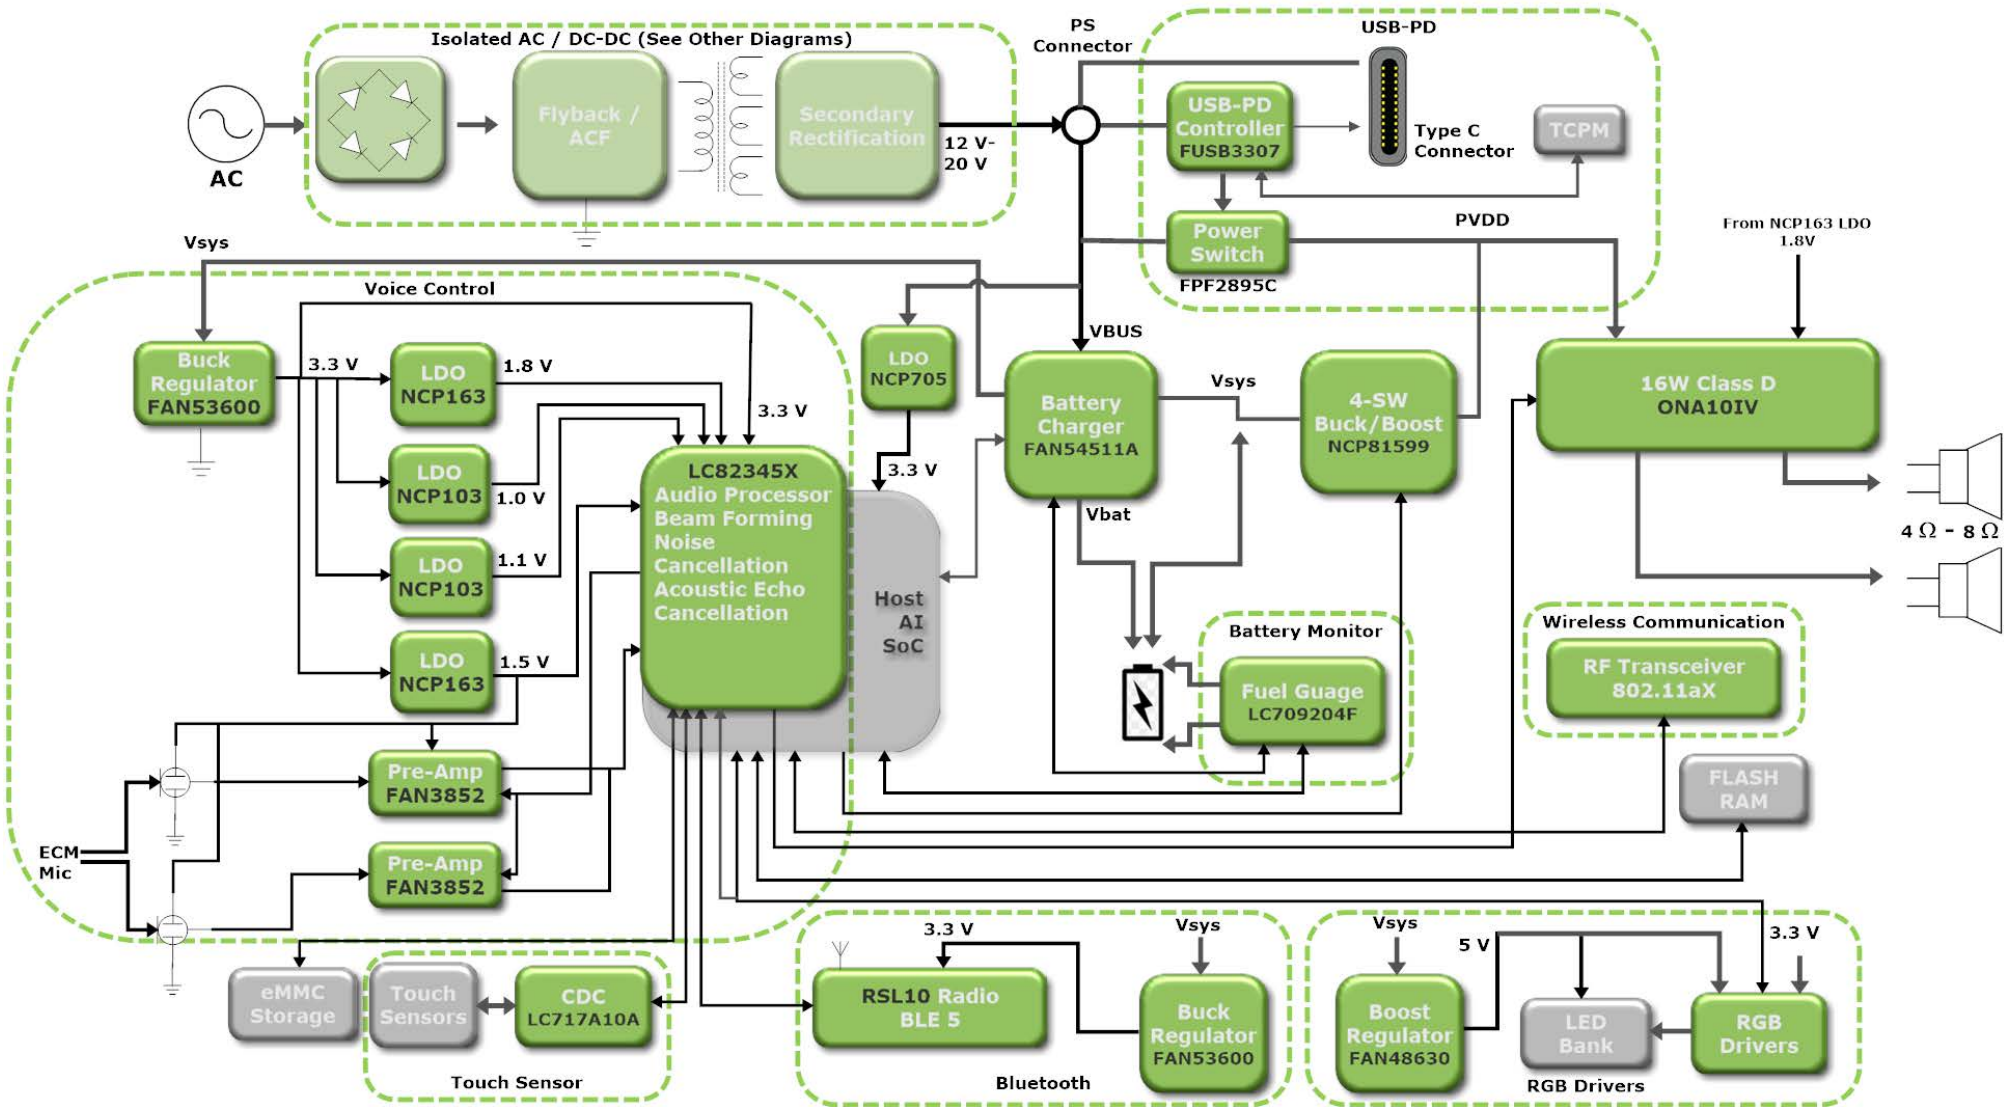 Isolated AC / DC-DC (See Other Diagrams)
PS
Connector
USB-PD
AC
Flyback /
ACF
Secondary
Rectification
12 V-
20 V
USB-PD
Controller
FUSB3307
Type C
Connector
TCPM
Power
Switch
FPF2895C
PVDD
From NCP163 LDO
1.8V
Vsys
Voice Control
Buck
Regulator
FAN53600
3.3 V
LDO
NCP163
1.8 V
LDO
NCP103
1.0 V
LDO
NCP103
1.1 V
LDO
NCP163
1.5 V
3.3 V
LDO
NCP705
3.3 V
VBUS
Battery
Charger
FAN54511A
Vsys
Vbat
4-SW
Buck/Boost
NCP81599
16W Class D
ONA10IV
4 Ω - 8 Ω
LC82345X
Audio Processor
Beam Forming
Noise
Cancellation
Acoustic Echo
Cancellation
Host
AI
SoC
Battery Monitor
Fuel Guage
LC709204F
Wireless Communication
RF Transceiver
802.11aX
FLASH
RAM
Pre-Amp
FAN3852
Pre-Amp
FAN3852
ECM
Mic
eMMC
Storage
Touch
Sensors
CDC
LC717A10A
Touch Sensor
3.3 V
RSL10 Radio
BLE 5
Vsys
Buck
Regulator
FAN53600
Bluetooth
Vsys
5 V
3.3 V
Boost
Regulator
FAN48630
LED
Bank
RGB
Drivers
RGB Drivers